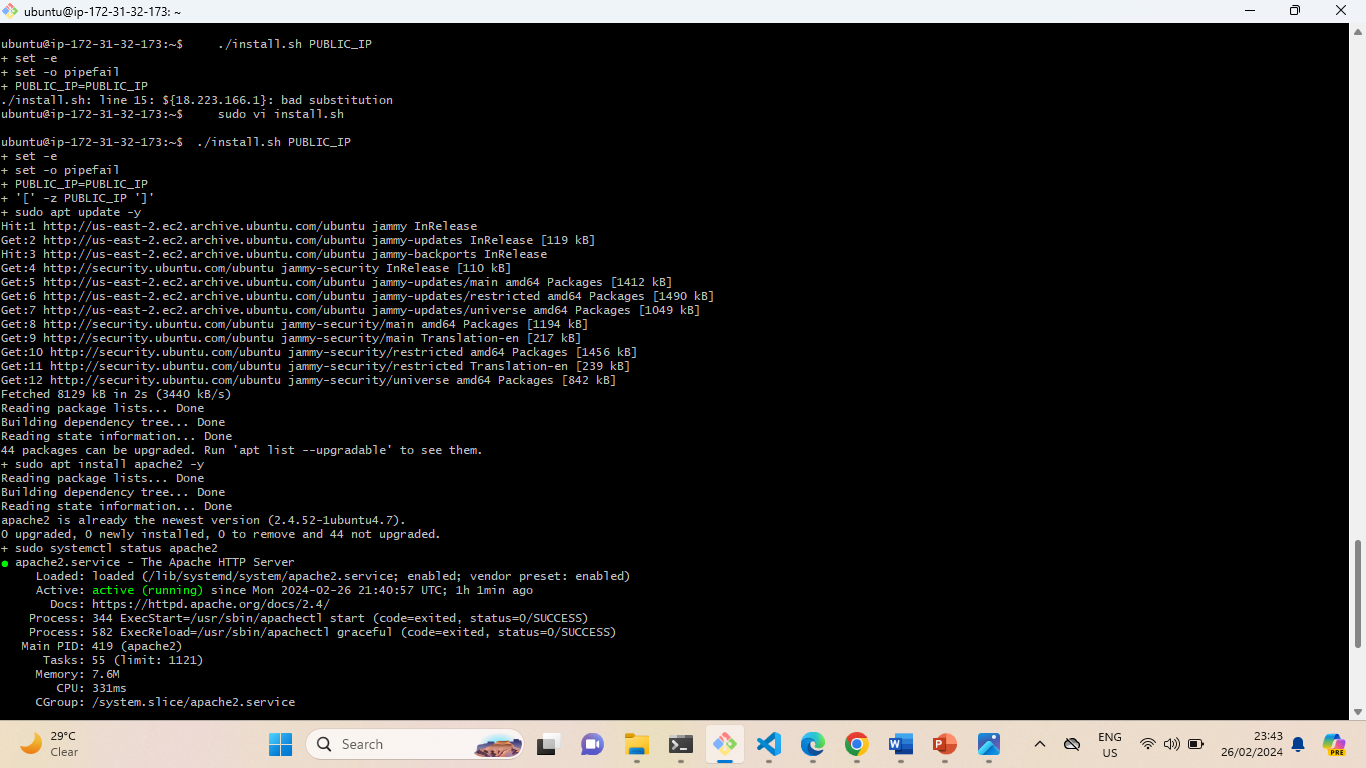 ubuntu@ip-172-31-32-173: ~
ubuntu@ip-172-31-32-173:~$     ./install.sh PUBLIC_IP
+ set -e
+ set -o pipefail
+ PUBLIC_IP=PUBLIC_IP
./install.sh: line 15: ${18.223.166.1}: bad substitution
ubuntu@ip-172-31-32-173:~$     sudo vi install.sh
ubuntu@ip-172-31-32-173:~$  ./install.sh PUBLIC_IP
+ set -e
+ set -o pipefail
+ PUBLIC_IP=PUBLIC_IP
+ '[' -z PUBLIC_IP ']'
+ sudo apt update -y
Hit:1 http://us-east-2.ec2.archive.ubuntu.com/ubuntu jammy InRelease
Get:2 http://us-east-2.ec2.archive.ubuntu.com/ubuntu jammy-updates InRelease [119 kB]
Hit:3 http://us-east-2.ec2.archive.ubuntu.com/ubuntu jammy-backports InRelease
Get:4 http://security.ubuntu.com/ubuntu jammy-security InRelease [110 kB]
Get:5 http://us-east-2.ec2.archive.ubuntu.com/ubuntu jammy-updates/main amd64 Packages [1412 kB]
Get:6 http://us-east-2.ec2.archive.ubuntu.com/ubuntu jammy-updates/restricted amd64 Packages [1490 kB]
Get:7 http://us-east-2.ec2.archive.ubuntu.com/ubuntu jammy-updates/universe amd64 Packages [1049 kB]
Get:8 http://security.ubuntu.com/ubuntu jammy-security/main amd64 Packages [1194 kB]
Get:9 http://security.ubuntu.com/ubuntu jammy-security/main Translation-en [217 kB]
Get:10 http://security.ubuntu.com/ubuntu jammy-security/restricted amd64 Packages [1456 kB]
Get:11 http://security.ubuntu.com/ubuntu jammy-security/restricted Translation-en [239 kB]
Get:12 http://security.ubuntu.com/ubuntu jammy-security/universe amd64 Packages [842 kB]
Fetched 8129 kB in 2s (3440 kB/s)
Reading package lists... Done
Building dependency tree... Done
Reading state information... Done
44 packages can be upgraded. Run 'apt list --upgradable' to see them.
+ sudo apt install apache2 -y
Reading package lists... Done
Building dependency tree... Done
Reading state information... Done
apache2 is already the newest version (2.4.52-1ubuntu4.7).
0 upgraded, 0 newly installed, 0 to remove and 44 not upgraded.
+ sudo systemctl status apache2
● apache2.service - The Apache HTTP Server
     Loaded: loaded (/lib/systemd/system/apache2.service; enabled; vendor preset: enabled)
     Active: active (running) since Mon 2024-02-26 21:40:57 UTC; 1h 1min ago
       Docs: https://httpd.apache.org/docs/2.4/
    Process: 344 ExecStart=/usr/sbin/apachectl start (code=exited, status=0/SUCCESS)
    Process: 582 ExecReload=/usr/sbin/apachectl graceful (code=exited, status=0/SUCCESS)
   Main PID: 419 (apache2)
      Tasks: 55 (limit: 1121)
     Memory: 7.6M
        CPU: 331ms
     CGroup: /system.slice/apache2.service
29°C
Clear
Search
ENG
US
23:43
26/02/2024
PRE